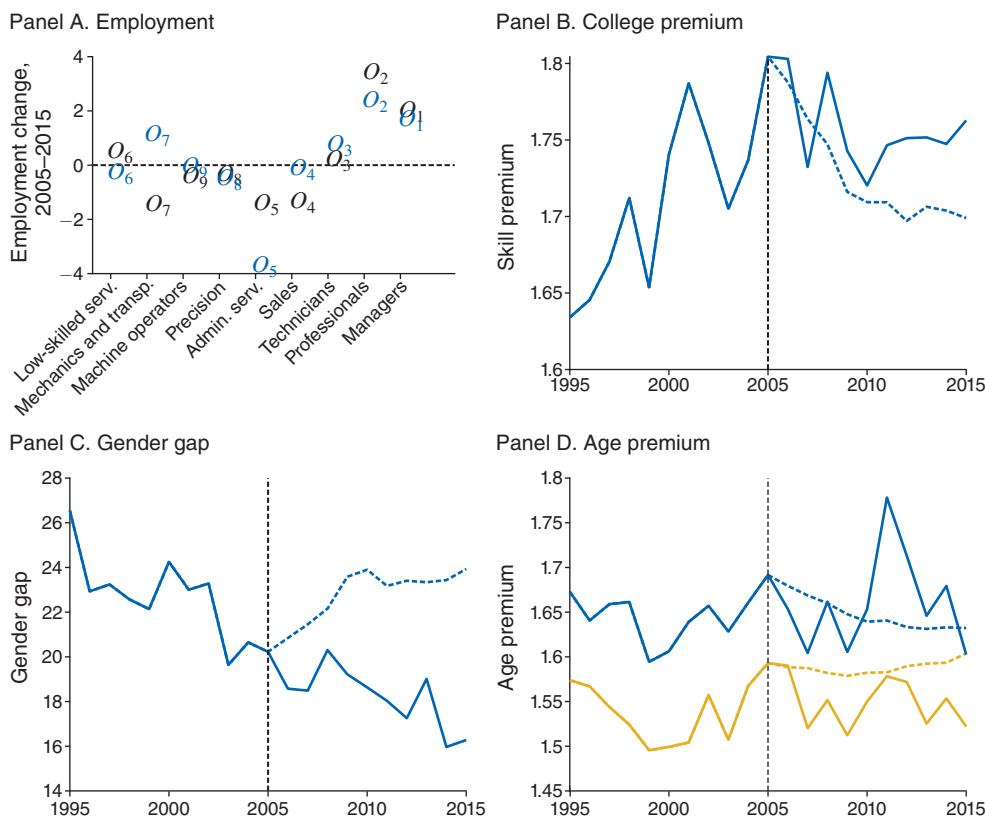 Panel A. Employment
Employment change,
2005–2015
4
2
0
−2
−4
O6
O6
O7
O7
O9
O9
O8
O8
O5
O5
O4
O4
O3
O3
O2
O2
O1
O1
Low-skilled serv.
Mechanics and transp.
Machine operators
Precision
Admin. serv.
Sales
Technicians
Professionals
Managers
Panel B. College premium
Skill premium
1.8
1.75
1.7
1.65
1.6
1995 2000 2005 2010 2015
Panel C. Gender gap
Gender gap
28
26
24
22
20
18
16
14
1995 2000 2005 2010 2015
Panel D. Age premium
Age premium
1.8
1.75
1.7
1.65
1.6
1.55
1.5
1.45
1995 2000 2005 2010 2015